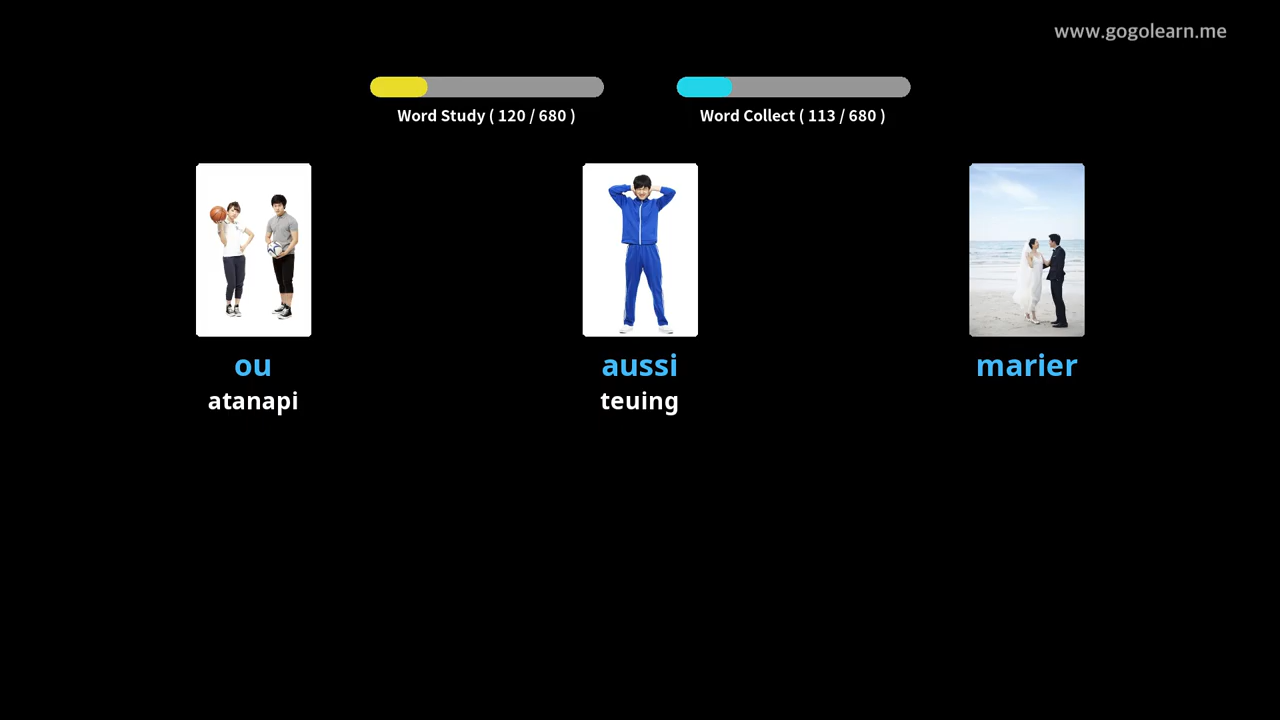 www.gogolearn.me
Word Study ( 120 / 680 )
Word Collect ( 113 / 680 )
ou
atanapi
aussi
teuing
marier